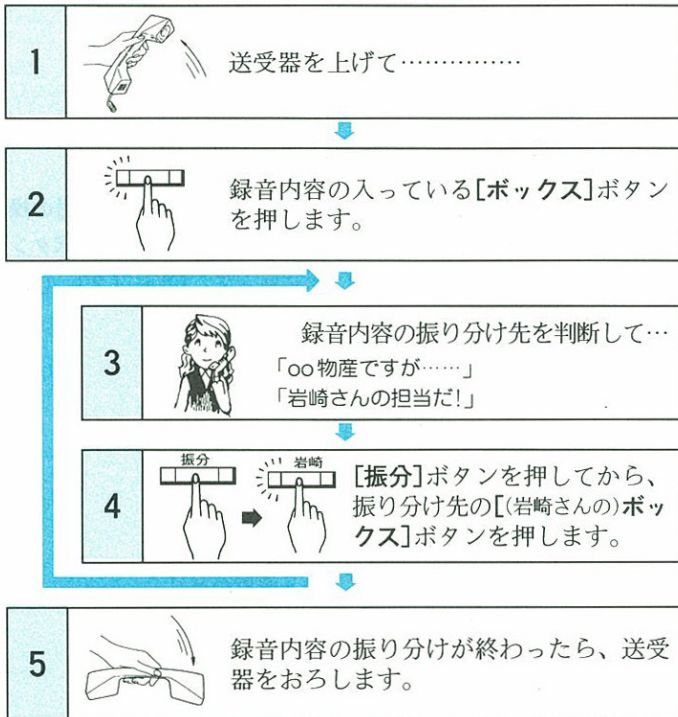 1
送受器を上げて……………
2
録音内容の入っている[ボックス]ボタン
を押します。
3
録音内容の振り分け先を判断して…
「oo物産ですが……」
「岩崎さんの担当だ!」
4
振分
岩崎
[振分]ボタンを押してから、
振り分け先の[(岩崎さんの)ボッ
クス]ボタンを押します。
5
録音内容の振り分けが終わったら、送受
器をおろします。